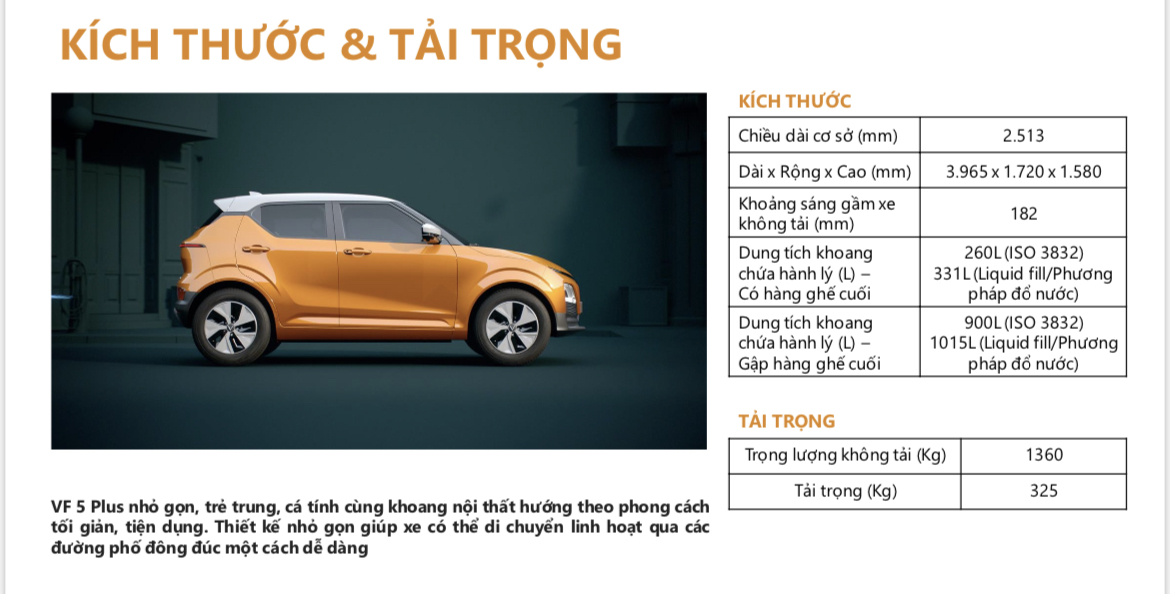 KÍCH THƯỚC & TẢI TRỌNG
KÍCH THƯỚC
Chiều dài cơ sở (mm) 2.513
Dài x Rộng x Cao (mm) 3.965 x 1.720 x 1.580
Khoảng sáng gầm xe
không tải (mm)
182
Dung tích khoang
chứa hành lý (L) –
Có hàng ghế cuối
260L (ISO 3832)
331L (Liquid fill/Phương
pháp đổ nước)
Dung tích khoang
chứa hành lý (L) –
Gập hàng ghế cuối
900L (ISO 3832)
1015L (Liquid fill/Phương
pháp đổ nước)
TẢI TRỌNG
Trọng lượng không tải (Kg) 1360
Tải trọng (Kg) 325
VF 5 Plus nhỏ gọn, trẻ trung, cá tính cùng khoang nội thất hướng theo phong cách
tối giản, tiện dụng. Thiết kế nhỏ gọn giúp xe có thể di chuyển linh hoạt qua các
đường phố đông đúc một cách dễ dàng